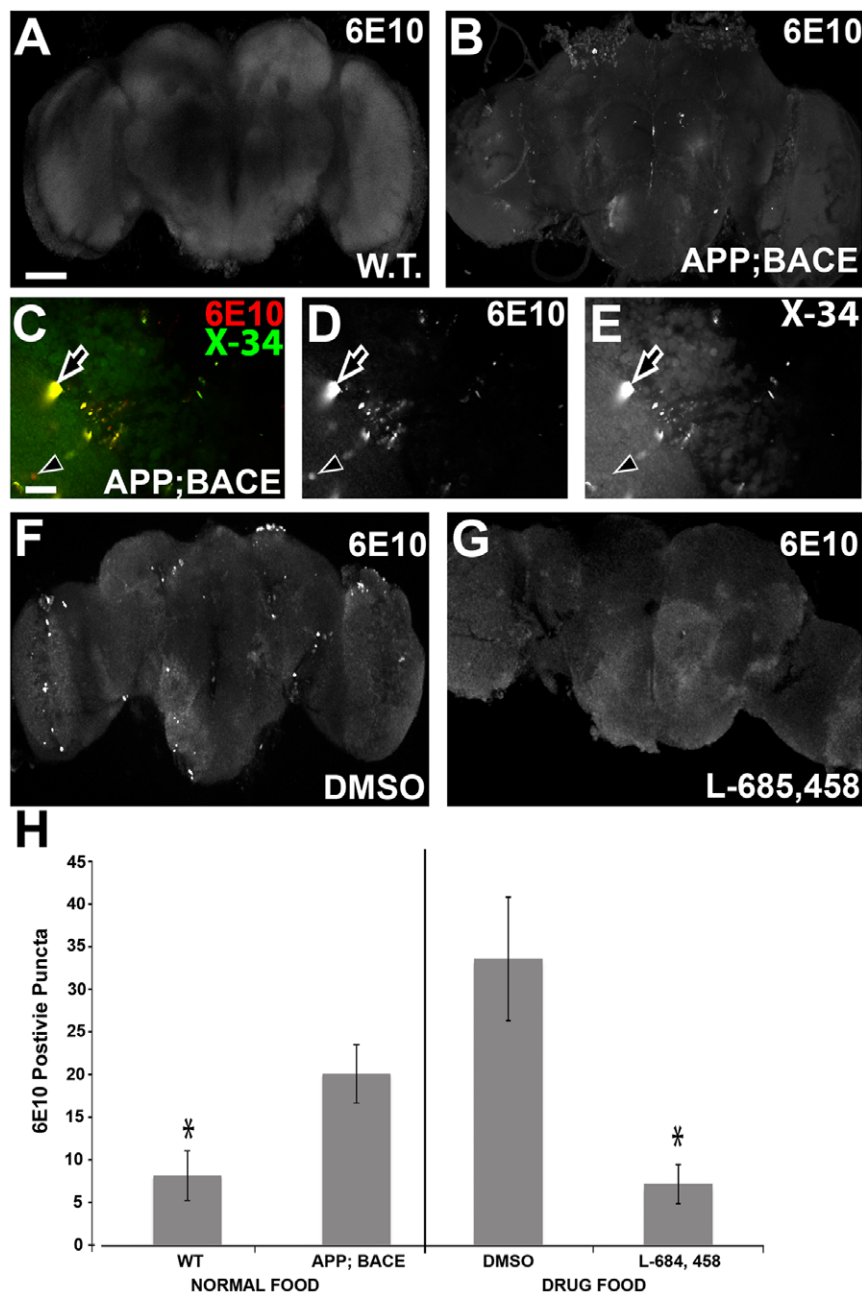 A
6E10
W.T.
B
6E10
APP;BACE
C
6E10
X-34
APP;BACE
D
6E10
E
X-34
F
6E10
DMSO
G
6E10
L-685,458
H
6E10 Postivie Puncta
45
40
35
30
25
20
15
10
5
0
*
*
WT
APP; BACE
DMSO
L-684, 458
NORMAL FOOD
DRUG FOOD